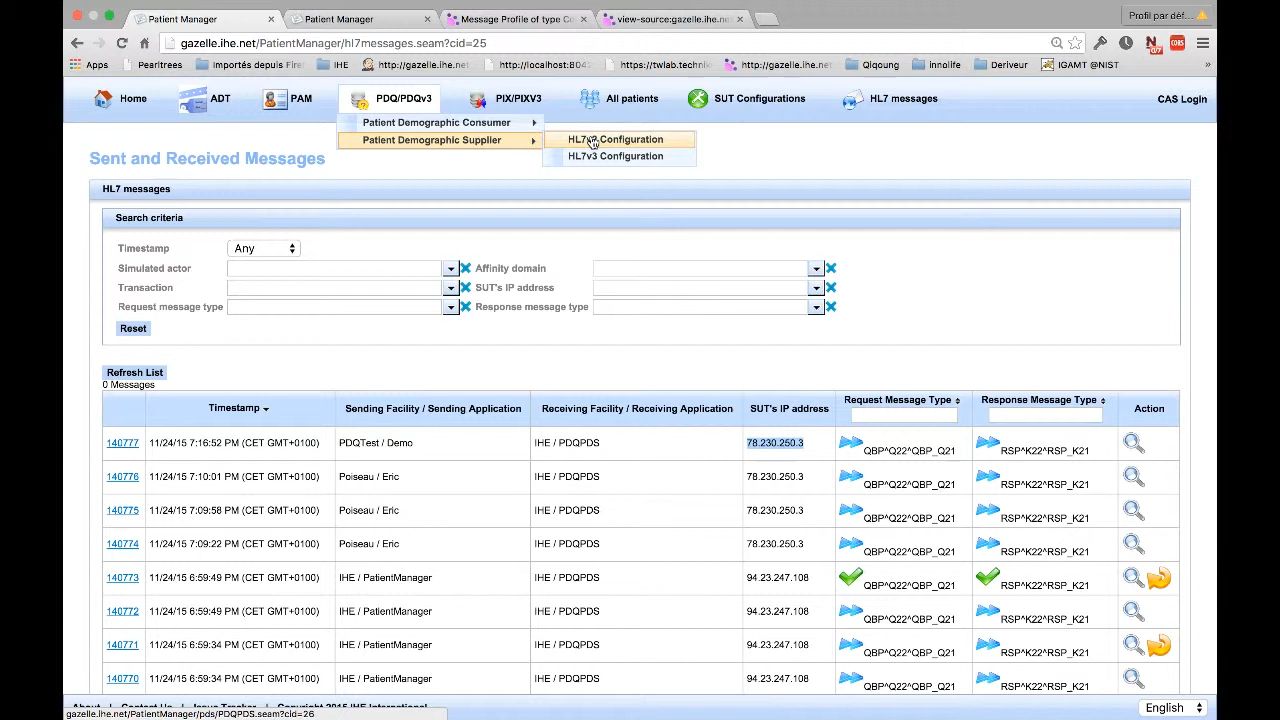 Patient Manager
Patient Manager
Message Profile of type Co
view-source:gazelle.ihe.ne
Profil par déf...
gazelle.ihe.net/PatientManager/hl7messages.seam?cid=25
Apps
Pearltrees
Importés depuis Fire
IHE
http://gazelle.ihe.
http://localhost:804
https://twlab.technik
http://gazelle.ihe.net
Qiqoung
innolife
Deriveur
IGAMT @NIST
»
Home
ADT
PAM
PDQ/PDQv3
PIX/PIXV3
All patients
SUT Configurations
HL7 messages
CAS Login
Patient Demographic Consumer
Patient Demographic Supplier
HL7v2 Configuration
HL7v3 Configuration
Sent and Received Messages
HL7 messages
Search criteria
Timestamp Any
Simulated actor Affinity domain
Transaction SUT's IP address
Request message type Response message type
Reset
Refresh List
0 Messages
Timestamp Sending Facility / Sending Application Receiving Facility / Receiving Application SUT's IP address Request Message Type Response Message Type Action
140777 11/24/15 7:16:52 PM (CET GMT+0100) PDQTest / Demo IHE / PDQPDS 78.230.250.3 QBP^Q22^QBP_Q21 RSP^K22^RSP_K21
140776 11/24/15 7:10:01 PM (CET GMT+0100) Poiseau / Eric IHE / PDQPDS 78.230.250.3 QBP^Q22^QBP_Q21 RSP^K22^RSP_K21
140775 11/24/15 7:09:58 PM (CET GMT+0100) Poiseau / Eric IHE / PDQPDS 78.230.250.3 QBP^Q22^QBP_Q21 RSP^K22^RSP_K21
140774 11/24/15 7:09:22 PM (CET GMT+0100) Poiseau / Eric IHE / PDQPDS 78.230.250.3 QBP^Q22^QBP_Q21 RSP^K22^RSP_K21
140773 11/24/15 6:59:49 PM (CET GMT+0100) IHE / PatientManager IHE / PDQPDS 94.23.247.108 QBP^Q22^QBP_Q21 RSP^K22^RSP_K21
140772 11/24/15 6:59:49 PM (CET GMT+0100) IHE / PatientManager IHE / PDQPDS 94.23.247.108 QBP^Q22^QBP_Q21 RSP^K22^RSP_K21
140771 11/24/15 6:59:34 PM (CET GMT+0100) IHE / PatientManager IHE / PDQPDS 94.23.247.108 QBP^Q22^QBP_Q21 RSP^K22^RSP_K21
140770 11/24/15 6:59:34 PM (CET GMT+0100) IHE / PatientManager IHE / PDQPDS 94.23.247.108 QBP^Q22^QBP_Q21 RSP^K22^RSP_K21
About Contact Us Issue Tracker Copyright 2015 IHE International
gazelle.ihe.net/PatientManager/pds/PDQPDS.seam?cid=26
English